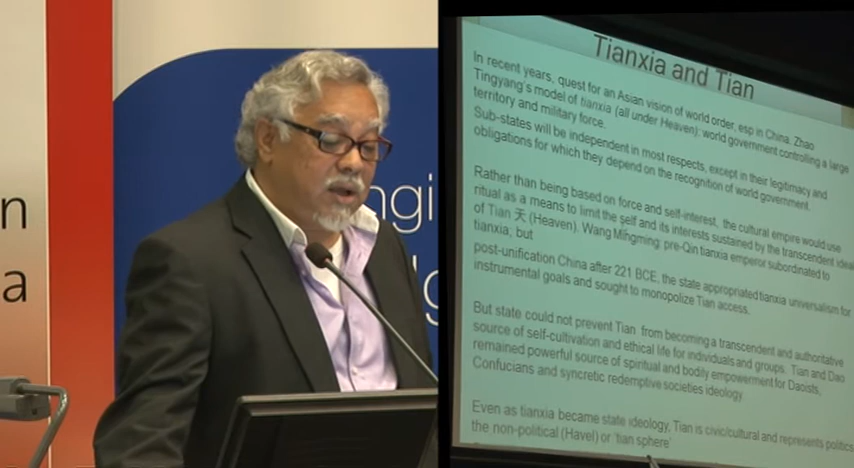 n
a
ngi
Tianxia and Tian
In recent years, quest for an Asian vision of world order, esp in China. Zhao
Tingyang's model of tianxia (all under Heaven): world government controlling a large
territory and military force.
Sub-states will be independent in most respects, except in their legitimacy and
obligations for which they depend on the recognition of world government.
Rather than being based on force and self-interest, the cultural empire would use
ritual as a means to limit the self and its interests sustained by the transcendent ideal
of Tian 天 (Heaven). Wang Mingming: pre-Qin tianxia emperor subordinated to
tianxia; but
post-unification China after 221 BCE, the state appropriated tianxia universalism for
instrumental goals and sought to monopolize Tian access.
But state could not prevent Tian from becoming a transcendent and authoritative
source of self-cultivation and ethical life for individuals and groups. Tian and Dao
remained powerful source of spiritual and bodily empowerment for Daoists,
Confucians and syncretic redemptive societies ideology.
Even as tianxia became state ideology, Tian is civic/cultural and represents politics
the non-political (Havel) or 'tian sphere'